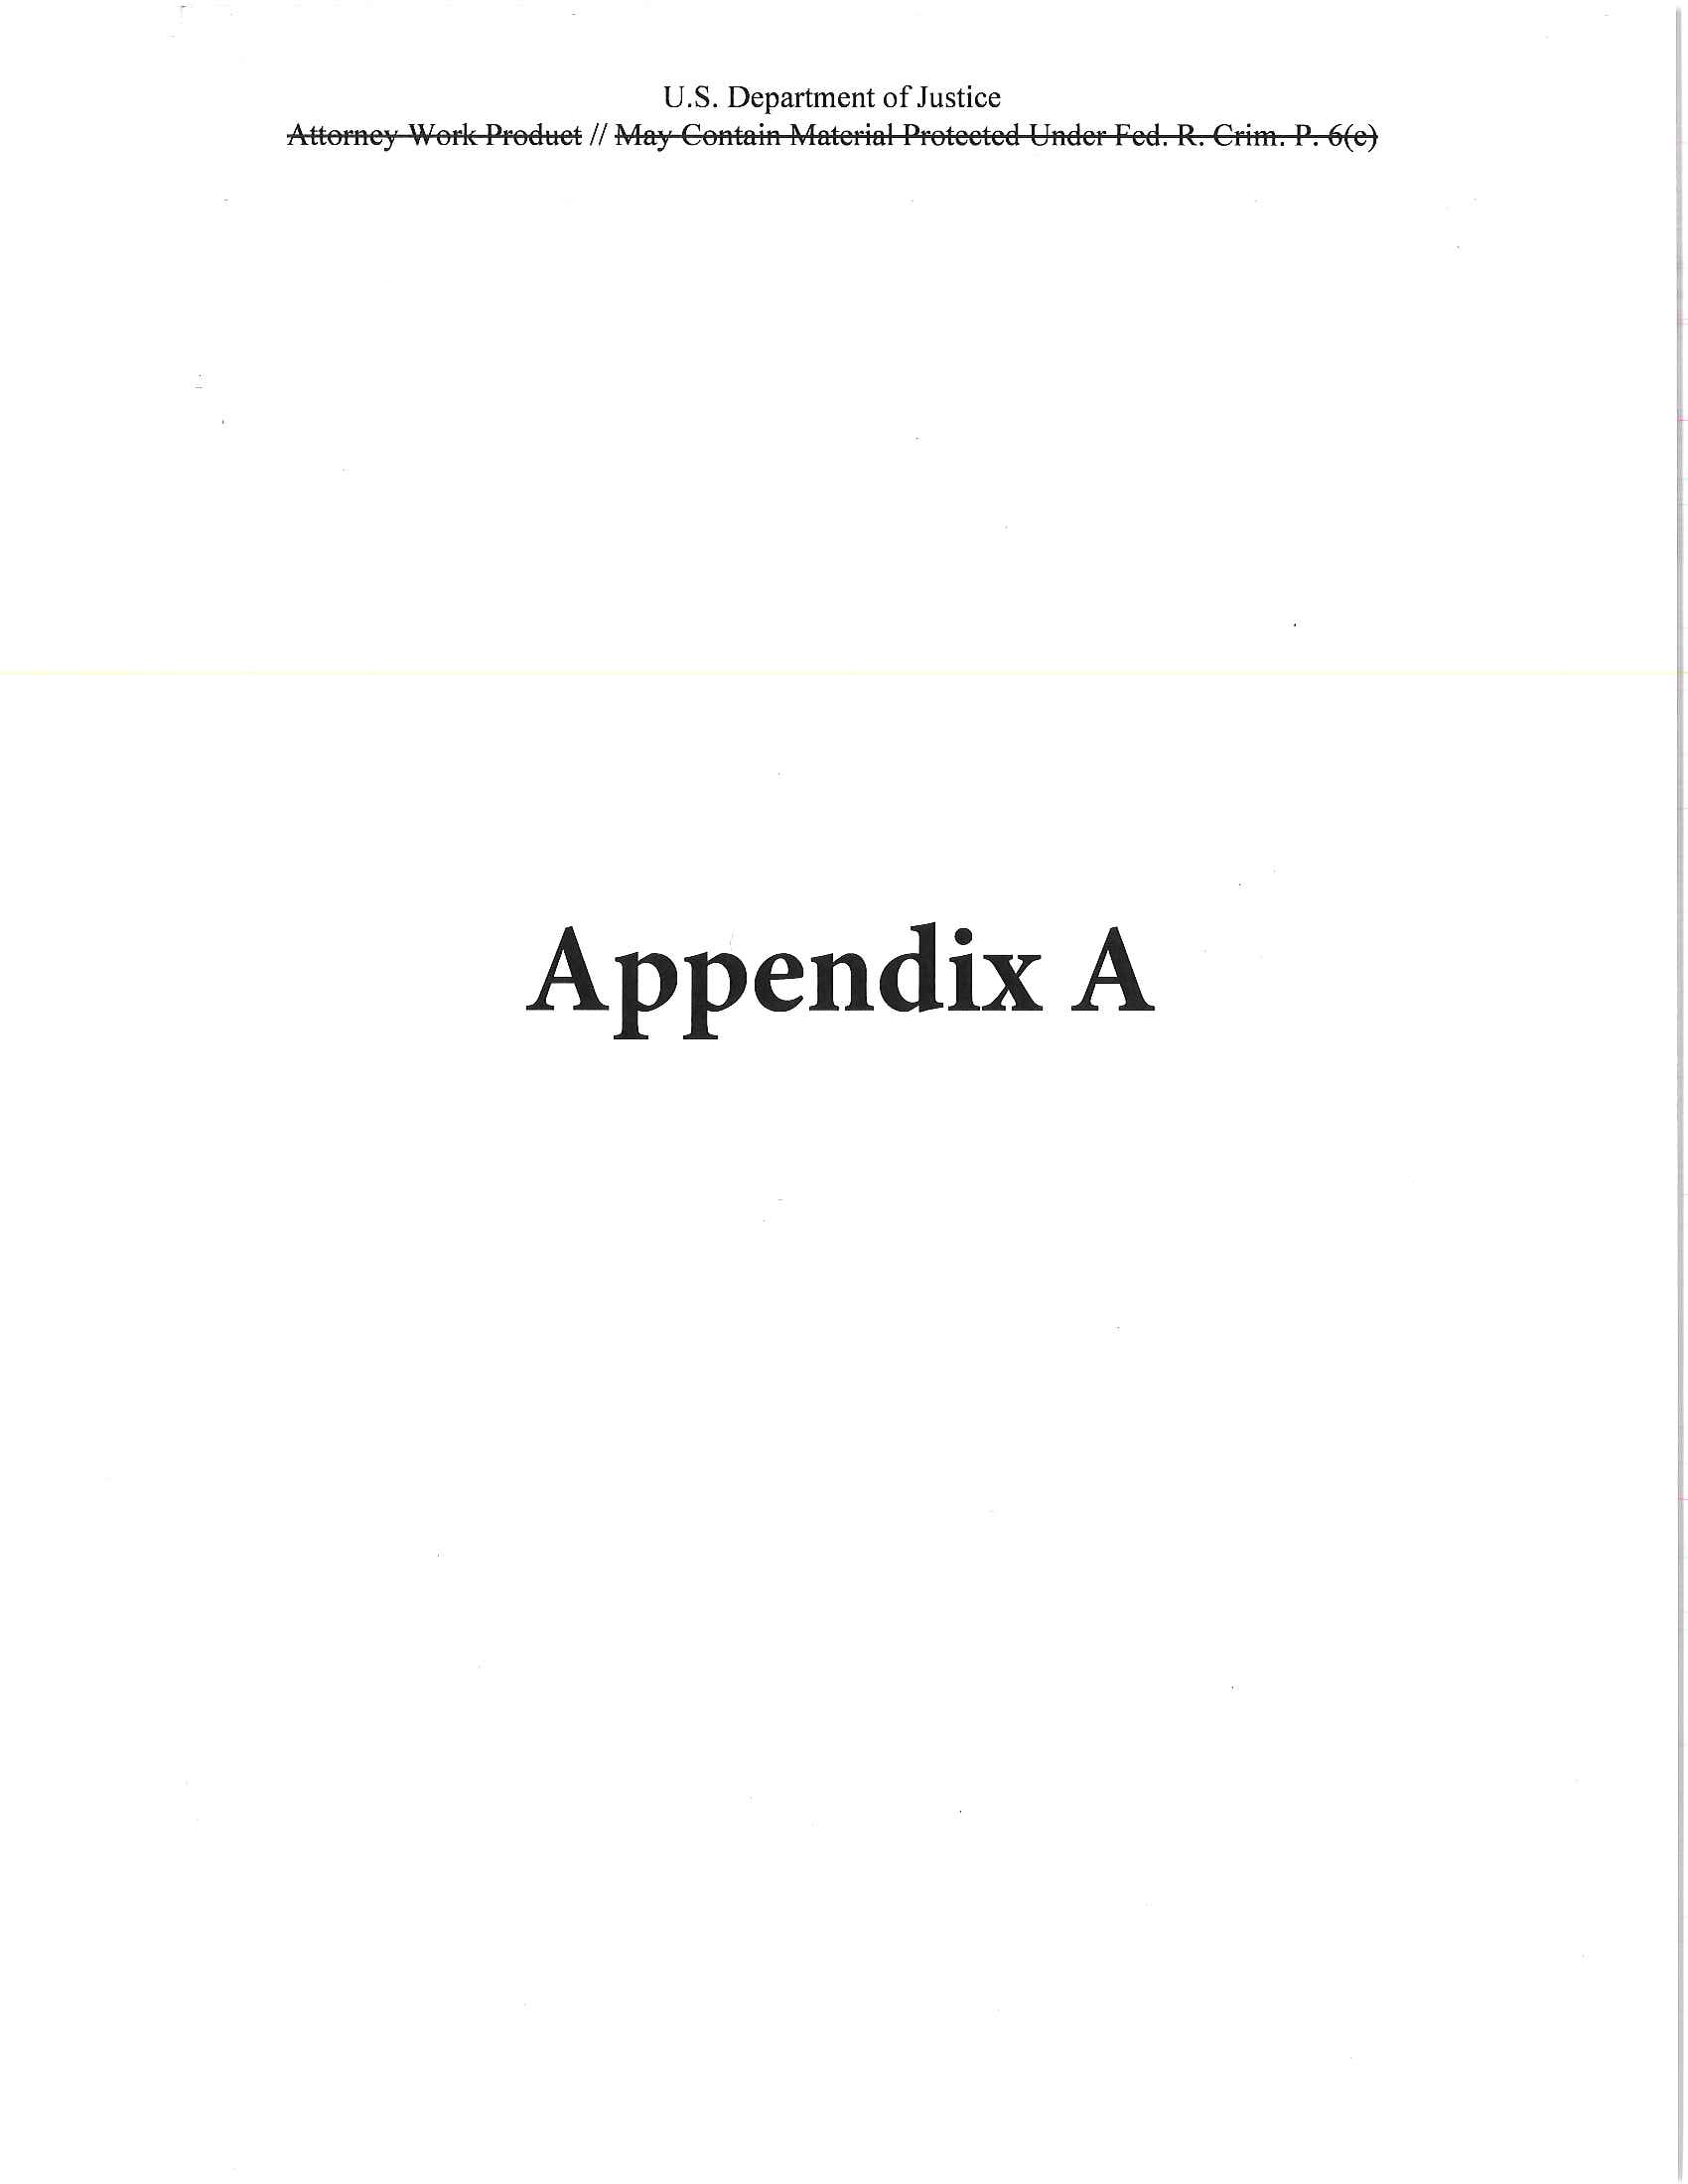 U.S. Department of Justice
Attorney Work Product // May Contain Material Protected Under Fed. R. Crim. P. 6(e)
Appendix A